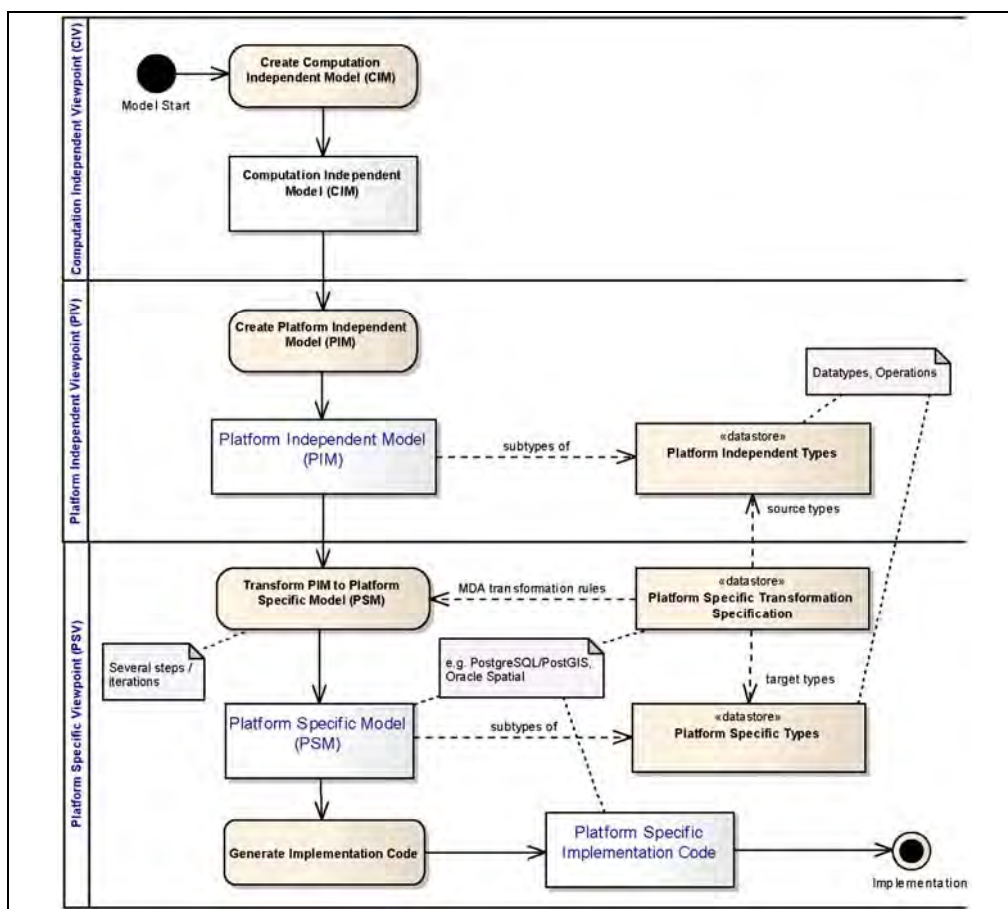 Computation Independent Viewpoint (CIV)
Model Start
Create Computation
Independent Model (CIM)
Computation Independent
Model (CIM)
Platform Independent Viewpoint (PIV)
Create Platform Independent
Model (PIM)
Platform Independent Model
(PIM)
subtypes of
Datatypes, Operations
«datastore»
Platform Independent Types
source types
Platform Specific Viewpoint (PSV)
Transform PIM to Platform
Specific Model (PSM)
MDA transformation rules
«datastore»
Platform Specific Transformation
Specification
Several steps /
iterations
e.g. PostgreSQL/PostGIS,
Oracle Spatial
target types
Platform Specific Model
(PSM)
subtypes of
«datastore»
Platform Specific Types
Generate Implementation Code
Platform Specific
Implementation Code
Implementation